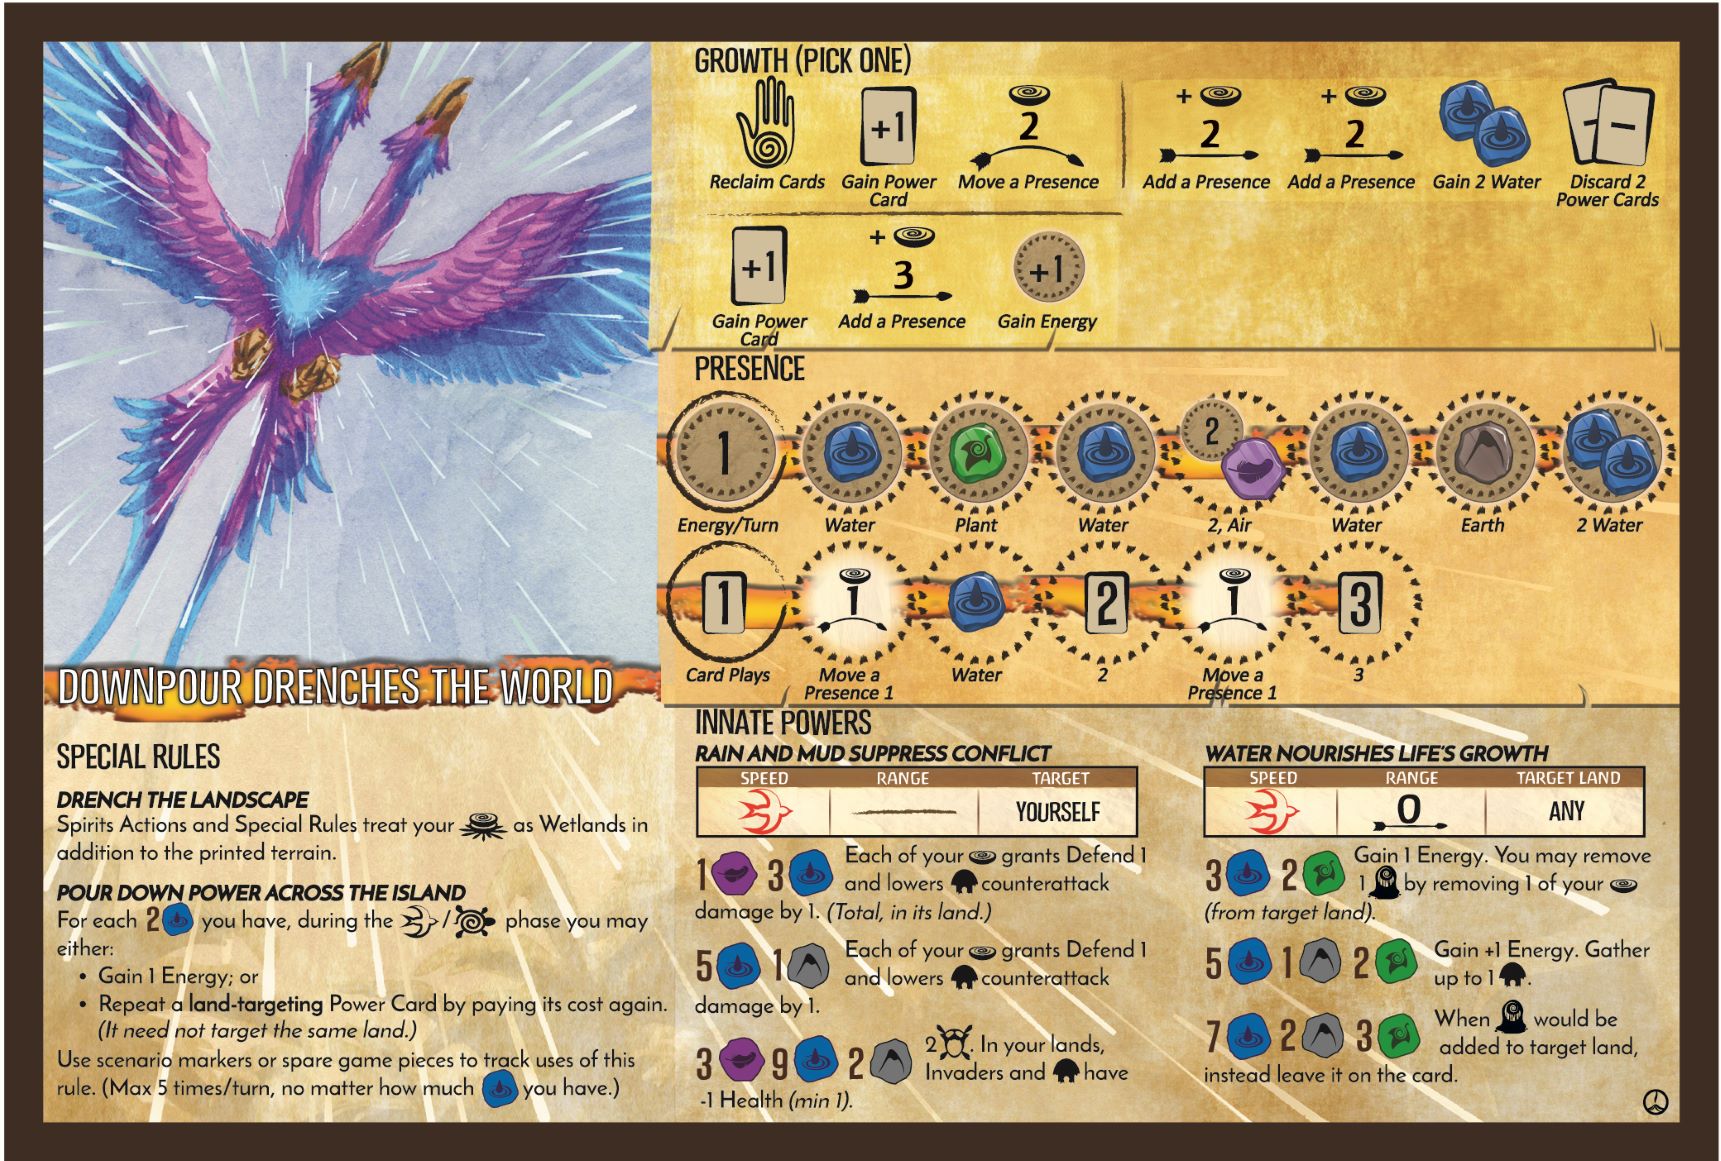 GROWTH (PICK ONE)
+1 2 + 2 + 2 − −
Reclaim Cards Gain Power Card Move a Presence Add a Presence Add a Presence Gain 2 Water Discard 2 Power Cards
+1 + 3 +1
Gain Power Card Add a Presence Gain Energy
PRESENCE
1 2
Energy/Turn Water Plant Water 2, Air Water Earth 2 Water
1 1 2 1 3
Card Plays Move a Presence 1 Water 2 Move a Presence 1 3
DOWNPOUR DRENCHES THE WORLD
SPECIAL RULES
DRENCH THE LANDSCAPE
Spirits Actions and Special Rules treat your as Wetlands in
addition to the printed terrain.
POUR DOWN POWER ACROSS THE ISLAND
For each 2 you have, during the / phase you may
either:
• Gain 1 Energy; or
• Repeat a land-targeting Power Card by paying its cost again.
(It need not target the same land.)
Use scenario markers or spare game pieces to track uses of this
rule. (Max 5 times/turn, no matter how much you have.)
INNATE POWERS
RAIN AND MUD SUPPRESS CONFLICT
SPEED RANGE TARGET
YOURSELF
1 3 Each of your grants Defend 1
and lowers counterattack
damage by 1. (Total, in its land.)
5 1 Each of your grants Defend 1
and lowers counterattack
damage by 1.
3 9 2 2 . In your lands,
Invaders and have
-1 Health (min 1).
WATER NOURISHES LIFE'S GROWTH
SPEED RANGE TARGET LAND
0 ANY
3 2 Gain 1 Energy. You may remove
1 by removing 1 of your
(from target land).
5 1 2 Gain +1 Energy. Gather
up to 1 .
7 2 3 When would be
added to target land,
instead leave it on the card.